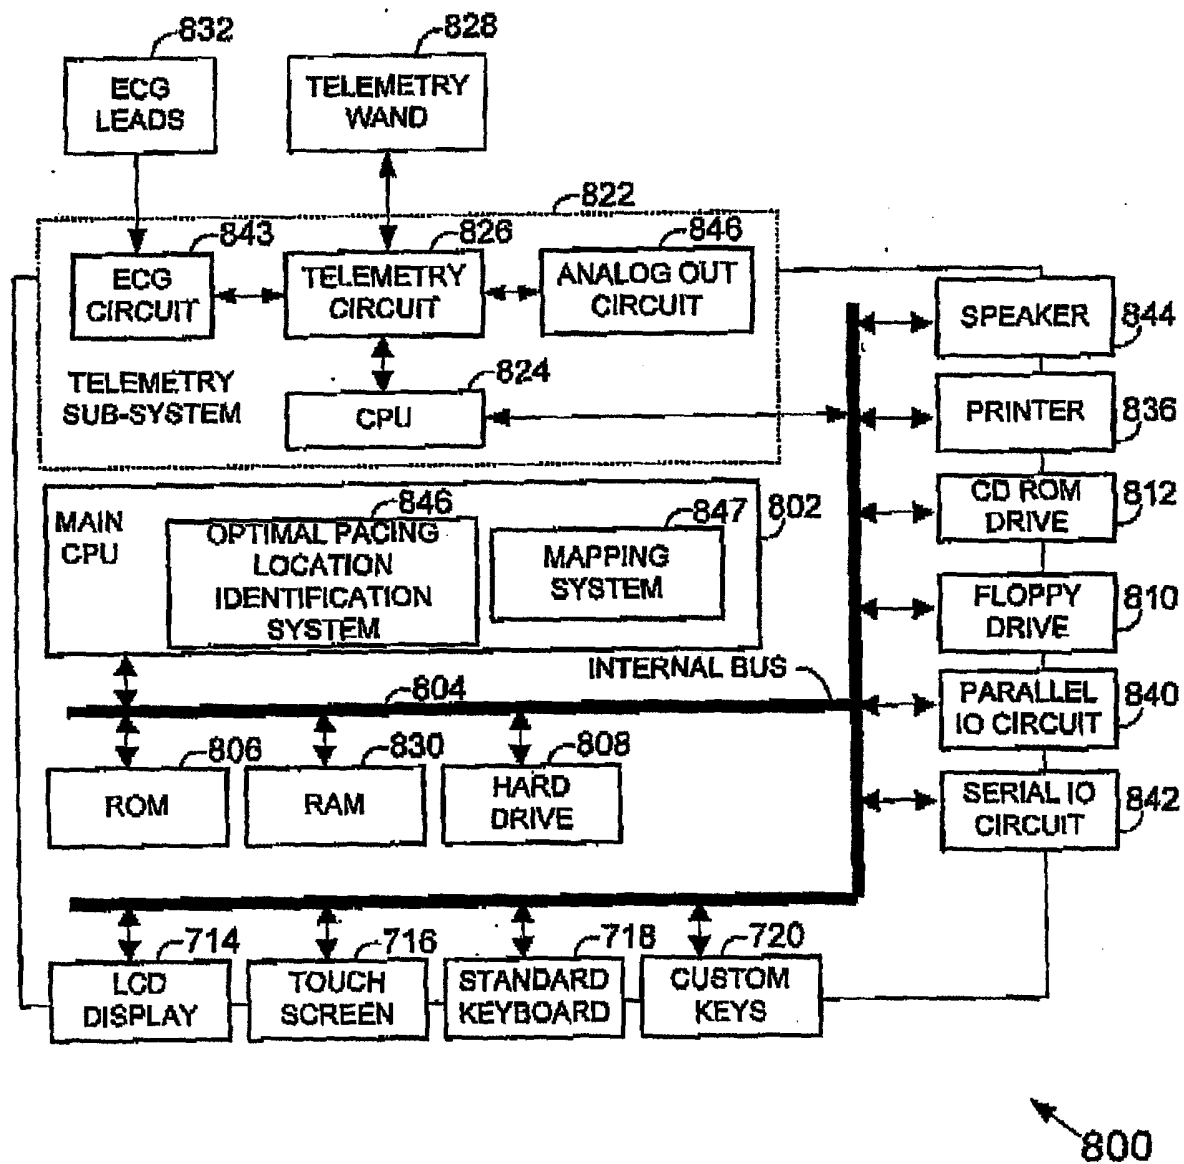 832
828
ECG
LEADS
TELEMETRY
WAND
822
843
826
846
ECG
CIRCUIT
TELEMETRY
CIRCUIT
ANALOG OUT
CIRCUIT
SPEAKER
844
TELEMETRY
SUB-SYSTEM
824
CPU
PRINTER
836
MAIN
CPU
846
OPTIMAL PACING
LOCATION
IDENTIFICATION
SYSTEM
847
MAPPING
SYSTEM
802
CD ROM
DRIVE
812
FLOPPY
DRIVE
810
INTERNAL BUS
804
PARALLEL
IO CIRCUIT
840
806
830
808
ROM
RAM
HARD
DRIVE
SERIAL IO
CIRCUIT
842
714
716
718
720
LCD
DISPLAY
TOUCH
SCREEN
STANDARD
KEYBOARD
CUSTOM
KEYS
800